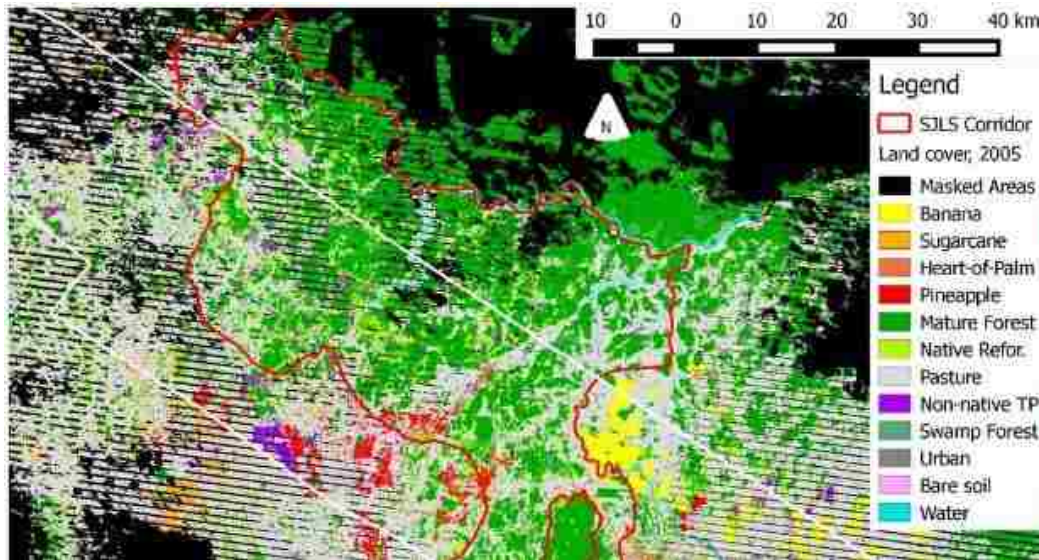 10 0 10 20 30 40 km
N
Legend
SJLS Corridor
Land cover, 2005
Masked Areas
Banana
Sugarcane
Heart-of-Palm
Pineapple
Mature Forest
Native Refor.
Pasture
Non-native TP
Swamp Forest
Urban
Bare soil
Water